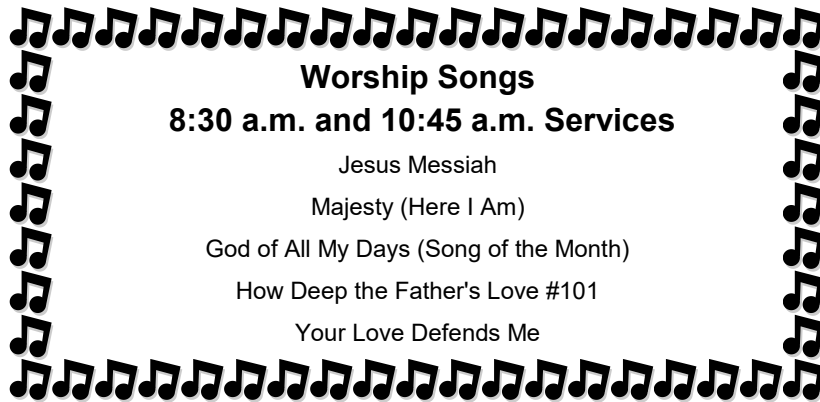 Worship Songs
8:30 a.m. and 10:45 a.m. Services
Jesus Messiah
Majesty (Here I Am)
God of All My Days (Song of the Month)
How Deep the Father's Love #101
Your Love Defends Me